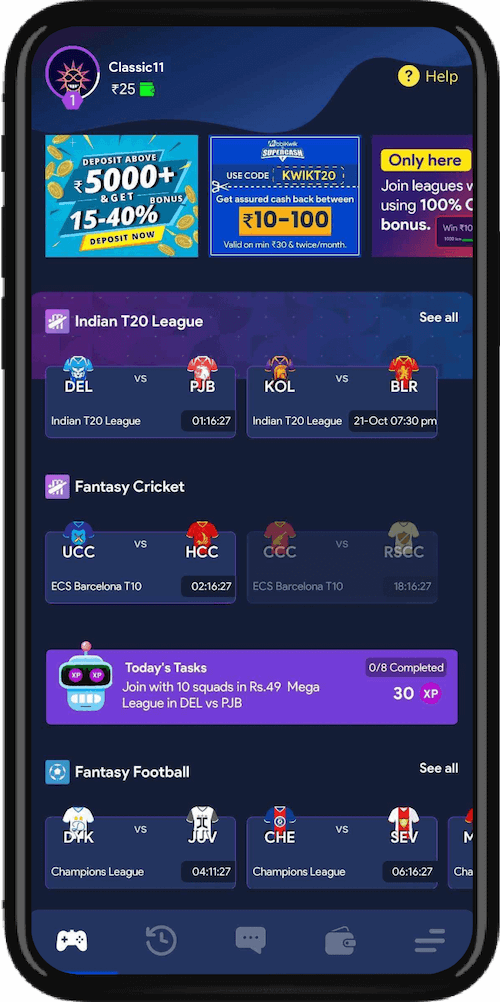 Classic11
₹25
1
? Help
DEPOSIT ABOVE
₹5000+
& GET
15-40% BONUS
DEPOSIT NOW
MobiKwik
SUPERCASH
USE CODE KWIKT20
Get assured cash back between
₹10-100
Valid on min ₹30 & twice/month.
Only here
Join leagues w
using 100% C
bonus.
Win ₹10
Indian T20 League
See all
DEL vs PJB
Indian T20 League 01:16:27
KOL vs BLR
Indian T20 League 21-Oct 07:30 pm
Fantasy Cricket
UCC vs HCC
ECS Barcelona T10 02:16:27
CCC vs RSCC
ECS Barcelona T10 18:16:27
XP XP
Today's Tasks
0/8 Completed
Join with 10 squads in Rs.49 Mega
League in DEL vs PJB
30 XP
Fantasy Football
See all
DYK vs JUV
Champions League 04:11:27
CHE vs SEV
Champions League 06:16:27
M
Cha